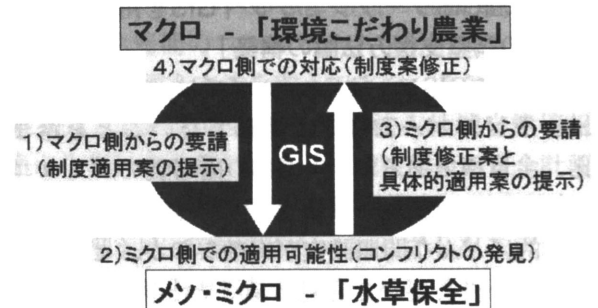 マクロ - 「環境こだわり農業」
4)マクロ側での対応(制度案修正)
1)マクロ側からの要請
(制度適用案の提示)
GIS
3)ミクロ側からの要請
(制度修正案と
具体的適用案の提示)
2)ミクロ側での適用可能性(コンフリクトの発見)
メソ・ミクロ - 「水草保全」